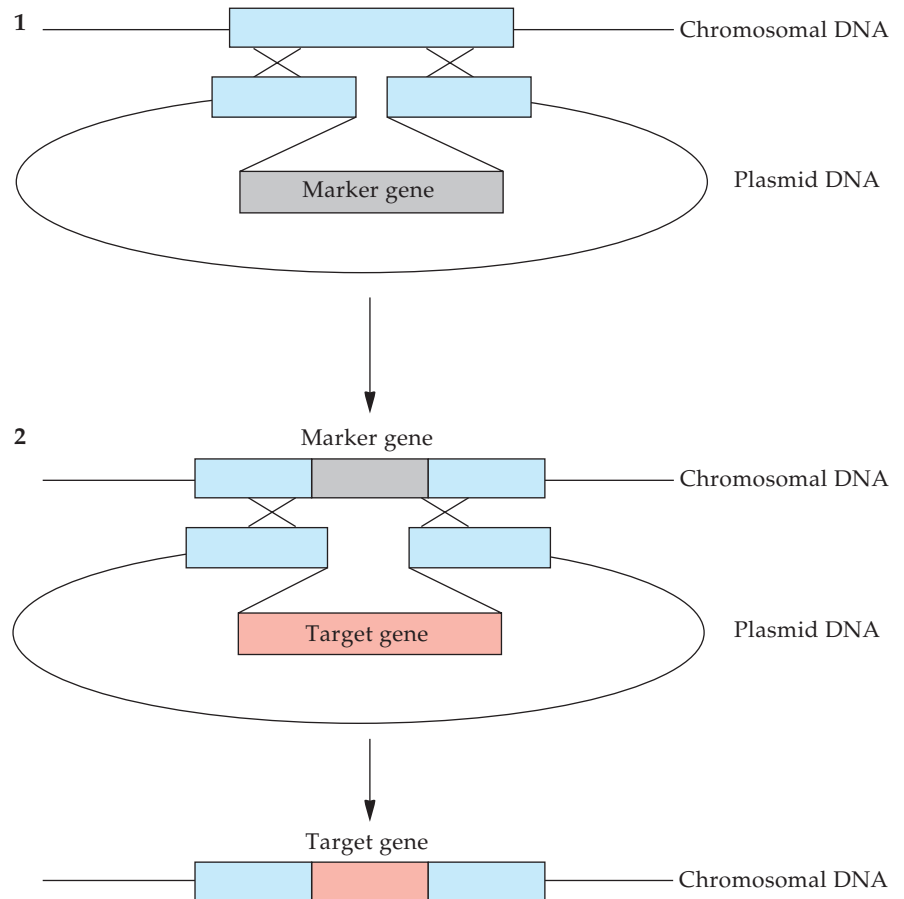 1
Chromosomal DNA
Marker gene
Plasmid DNA
2
Marker gene
Chromosomal DNA
Target gene
Plasmid DNA
Target gene
Chromosomal DNA